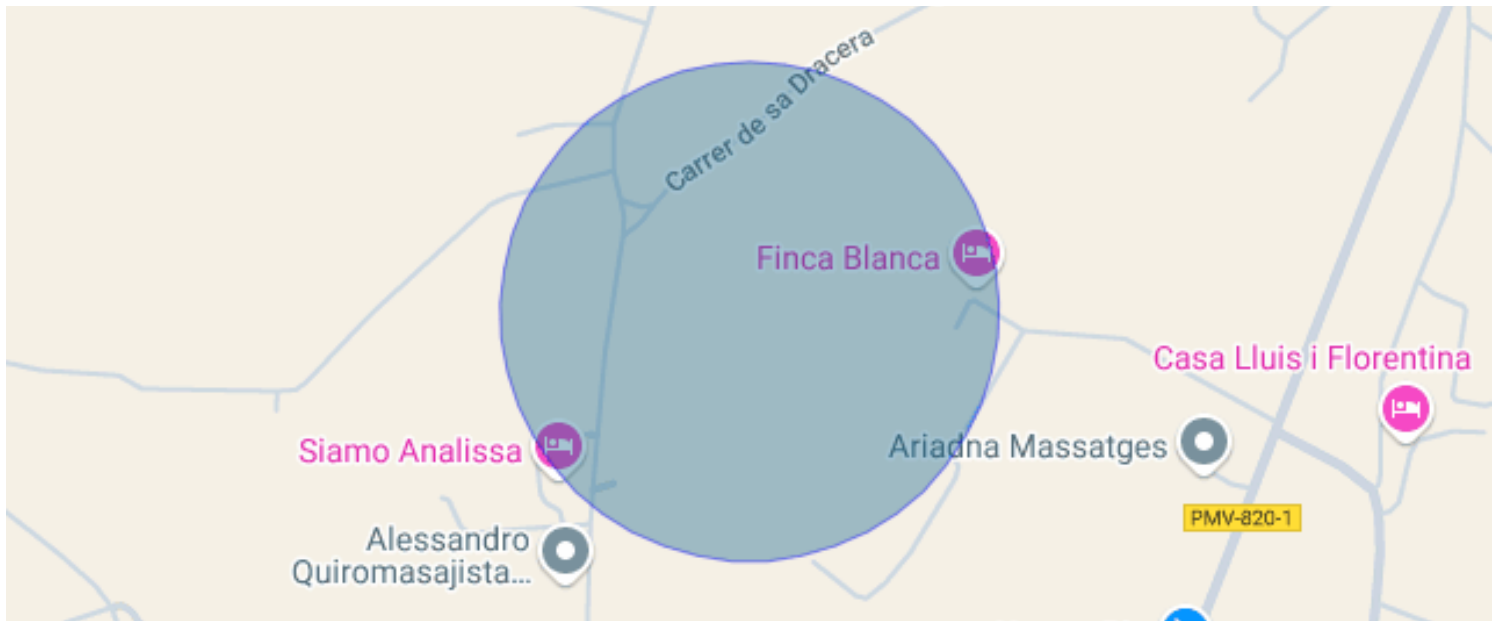 Carrer de sa Dracera
Finca Blanca
Casa Lluis i Florentina
Siamo Analissa
Ariadna Massatges
PMV-820-1
Alessandro
Quiromasajista...